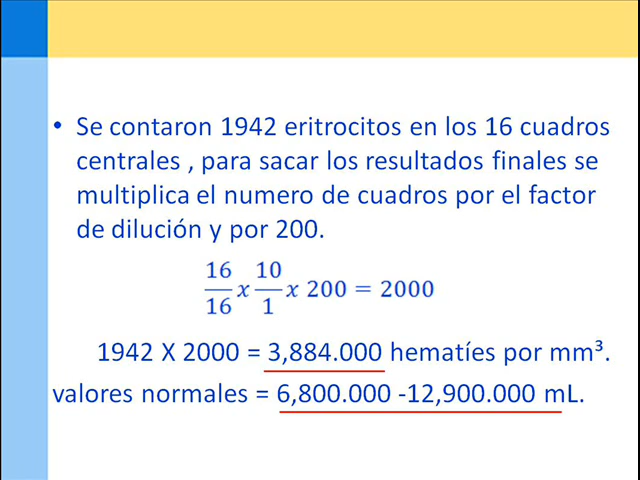 • Se contaron 1942 eritrocitos en los 16 cuadros
centrales , para sacar los resultados finales se
multiplica el numero de cuadros por el factor
de dilución y por 200.
16/16 x 10/1 x 200 = 2000
1942 X 2000 = 3,884.000 hematíes por mm³.
valores normales = 6,800.000 -12,900.000 mL.